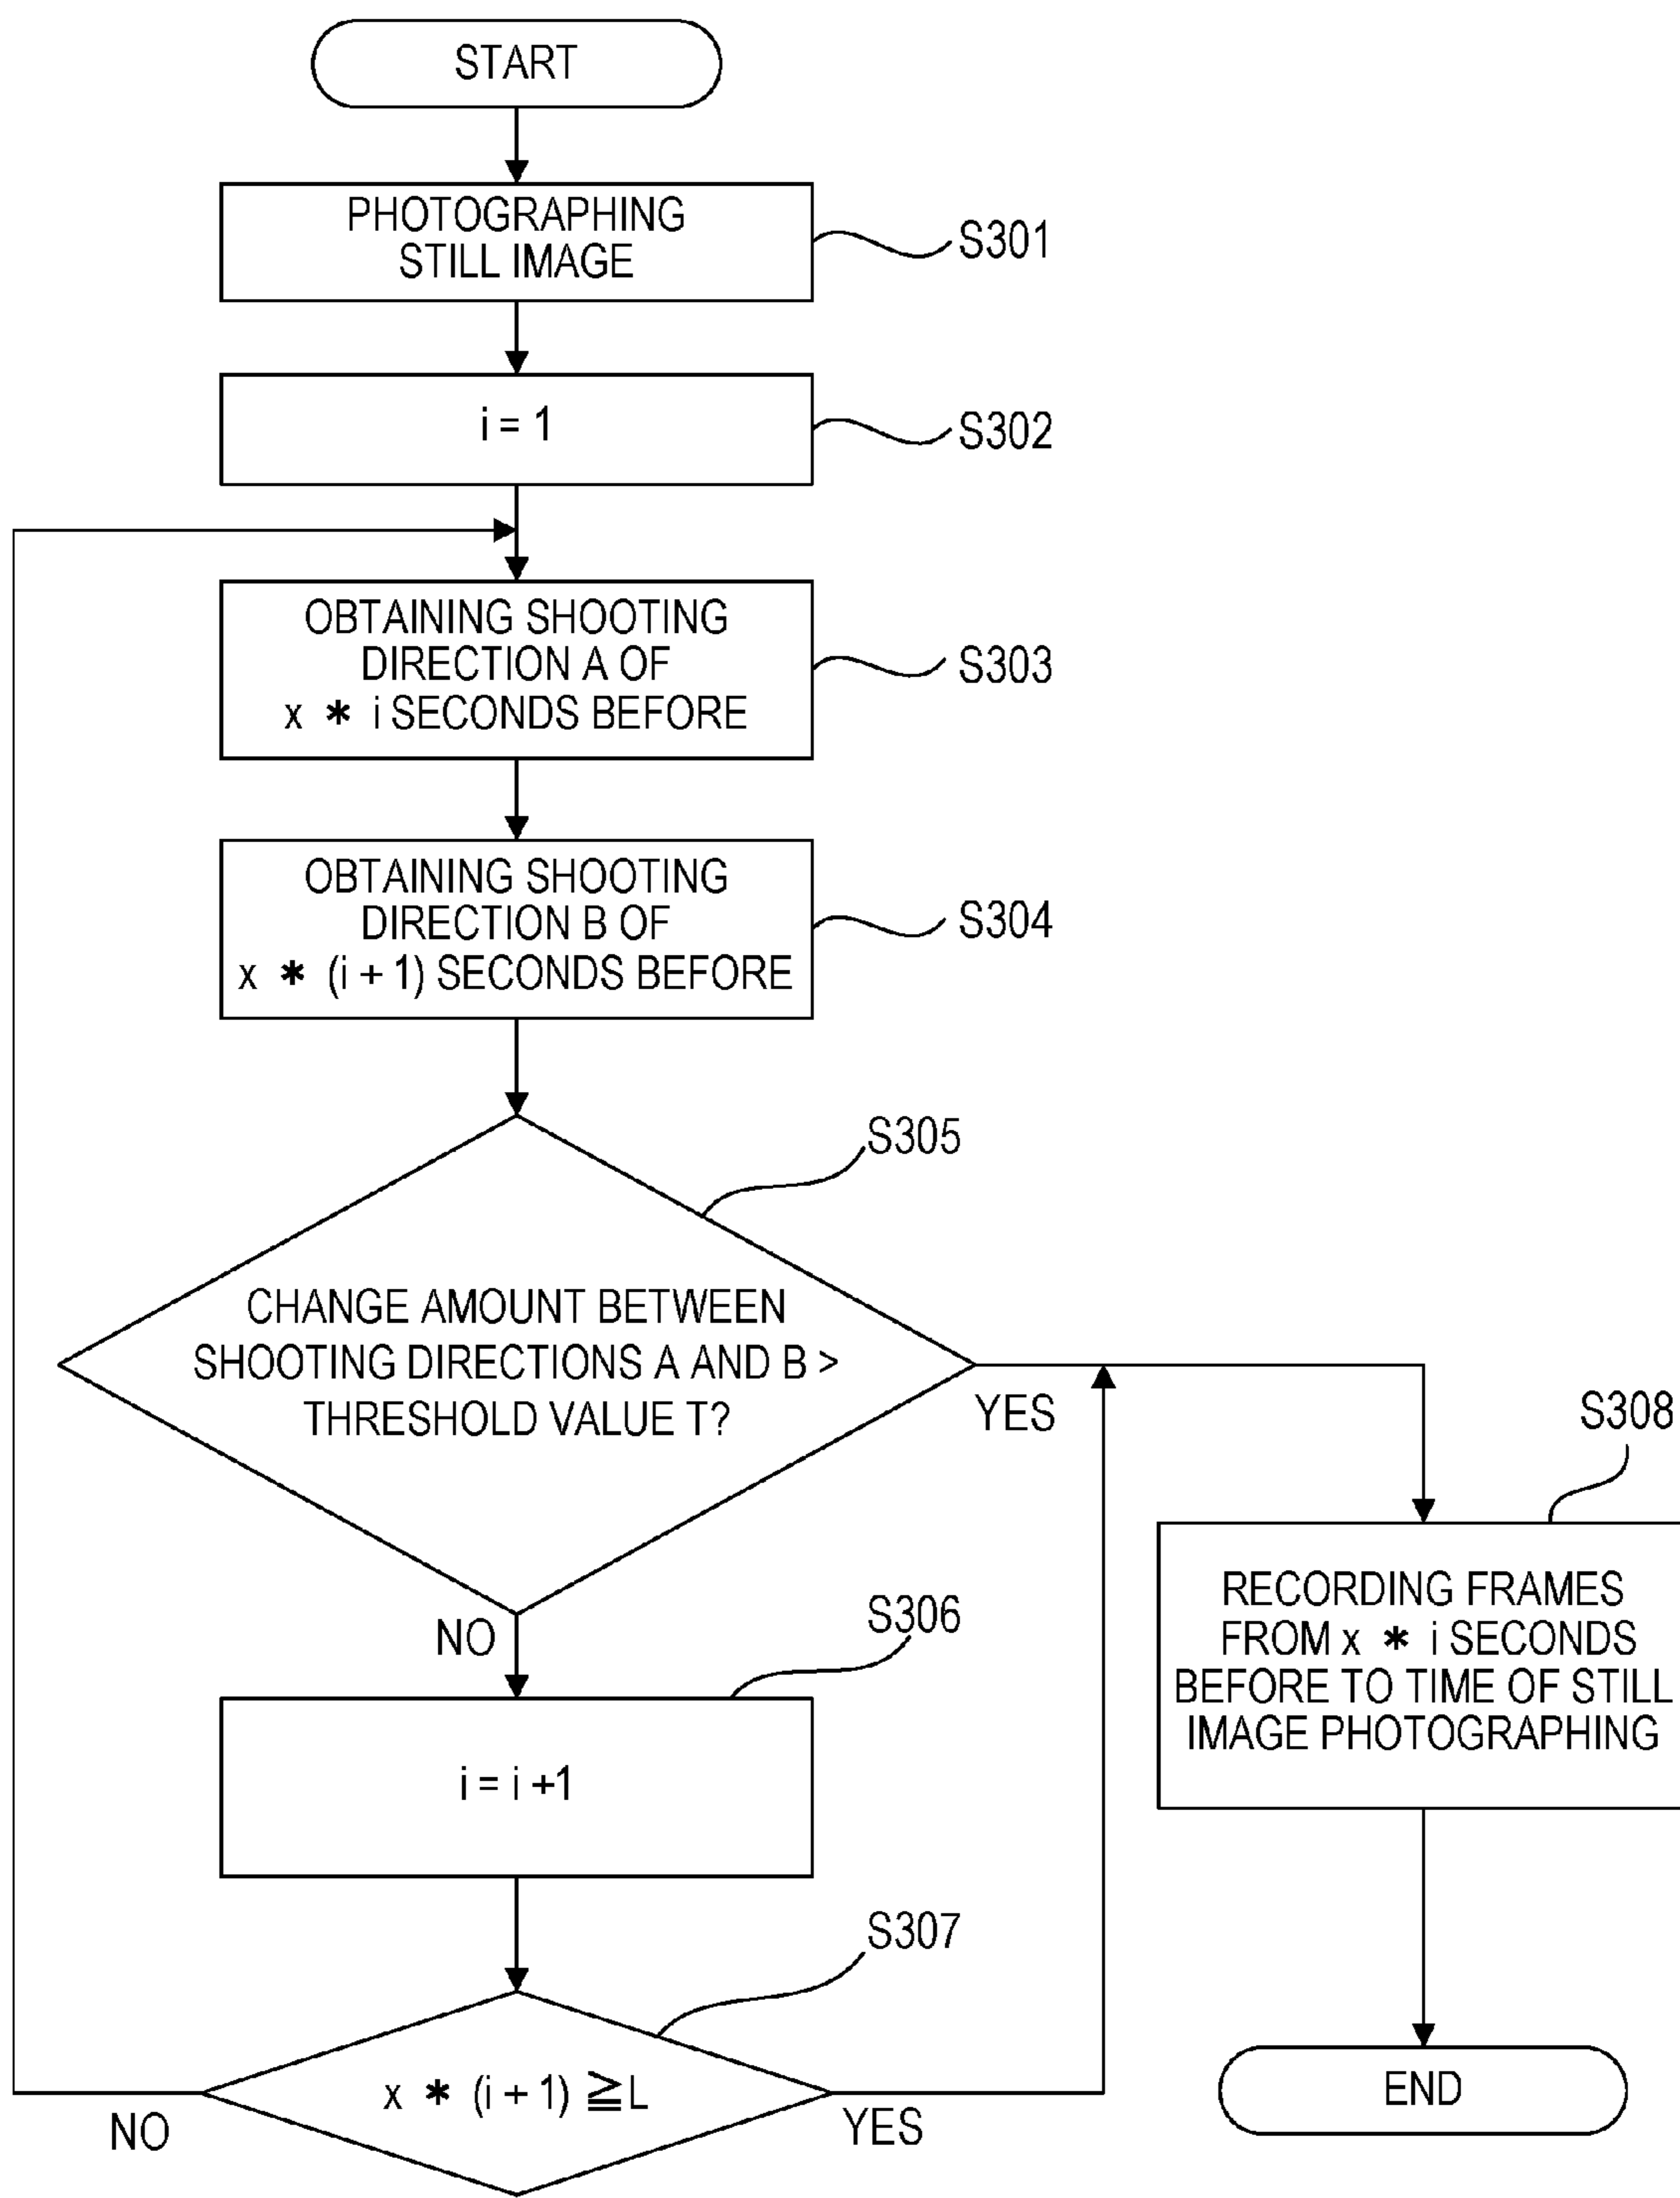 START
PHOTOGRAPHING
STILL IMAGE
S301
i = 1
S302
OBTAINING SHOOTING
DIRECTION A OF
x * i SECONDS BEFORE
S303
OBTAINING SHOOTING
DIRECTION B OF
x * (i + 1) SECONDS BEFORE
S304
S305
CHANGE AMOUNT BETWEEN
SHOOTING DIRECTIONS A AND B >
THRESHOLD VALUE T?
YES
NO
S306
i = i +1
S307
x * (i + 1) ≧ L
NO
YES
S308
RECORDING FRAMES
FROM x * i SECONDS
BEFORE TO TIME OF STILL
IMAGE PHOTOGRAPHING
END